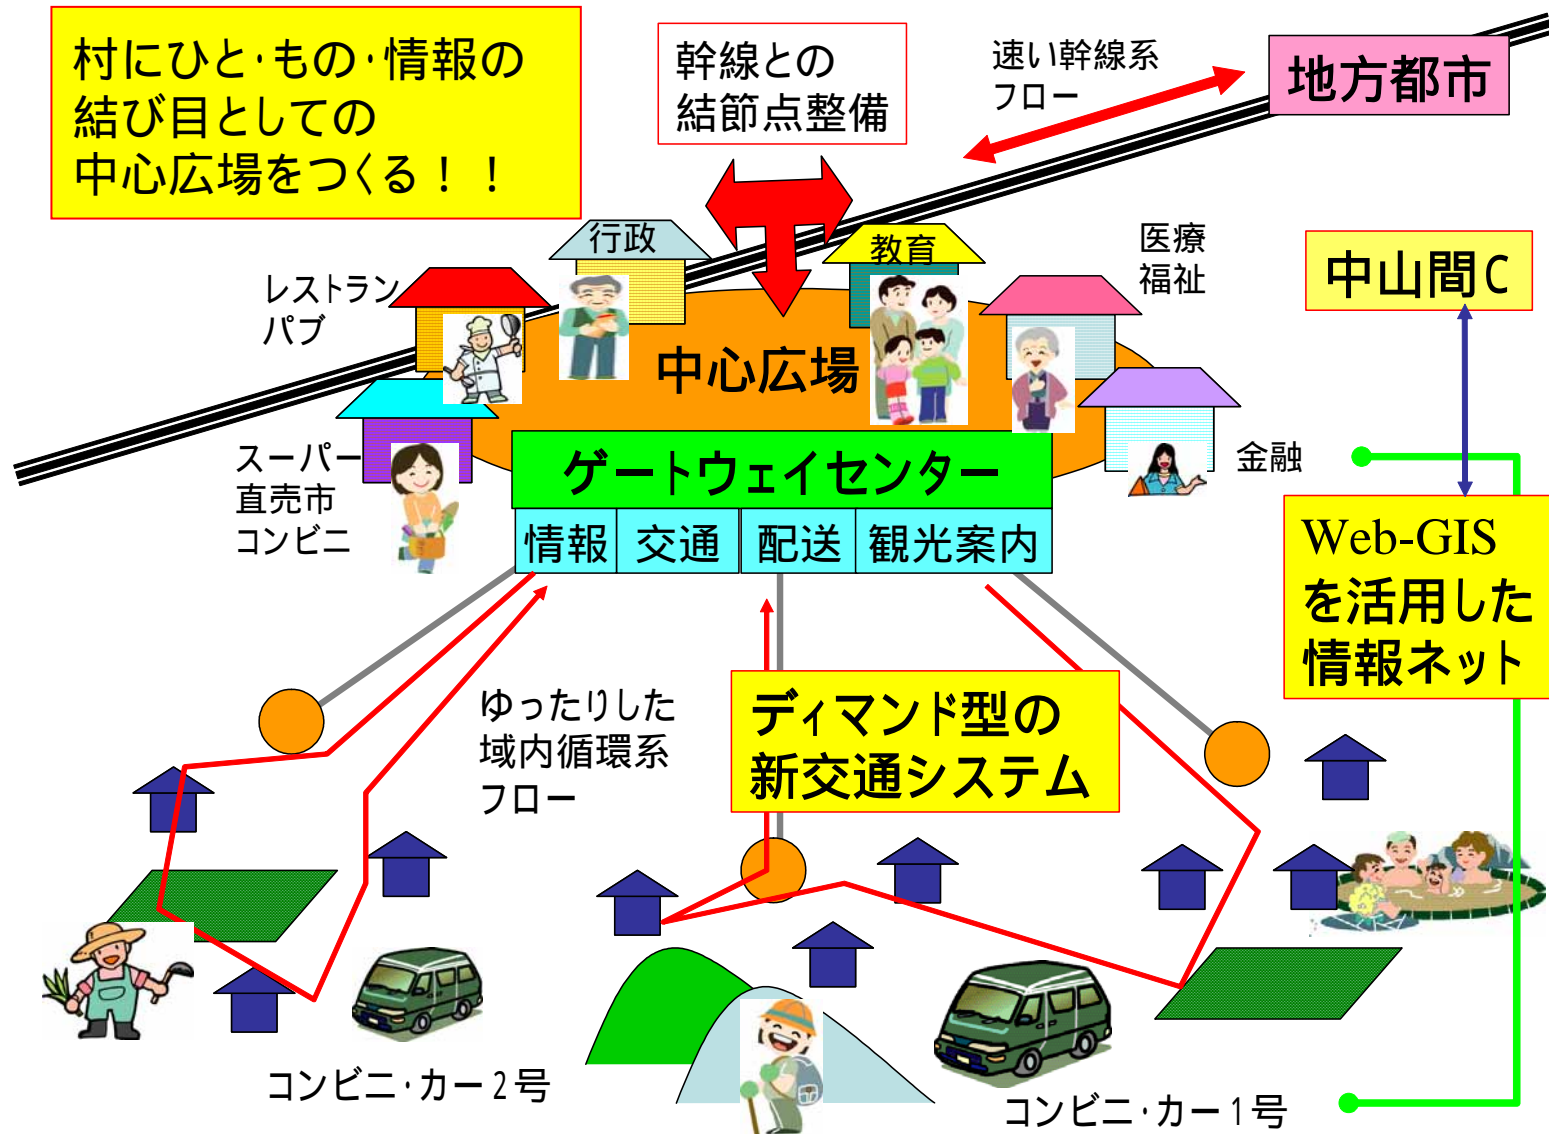 村にひと・もの・情報の
結び目としての
中心広場をつくる！！
幹線との
結節点整備
速い幹線系
フロー
地方都市
行政
教育
医療
福祉
中山間C
レストラン
パブ
中心広場
スーパー
直売市
コンビニ
金融
ゲートウェイセンター
情報
交通
配送
観光案内
Web-GIS
を活用した
情報ネット
ゆったりした
域内循環系
フロー
ディマンド型の
新交通システム
コンビニ・カー２号
コンビニ・カー１号